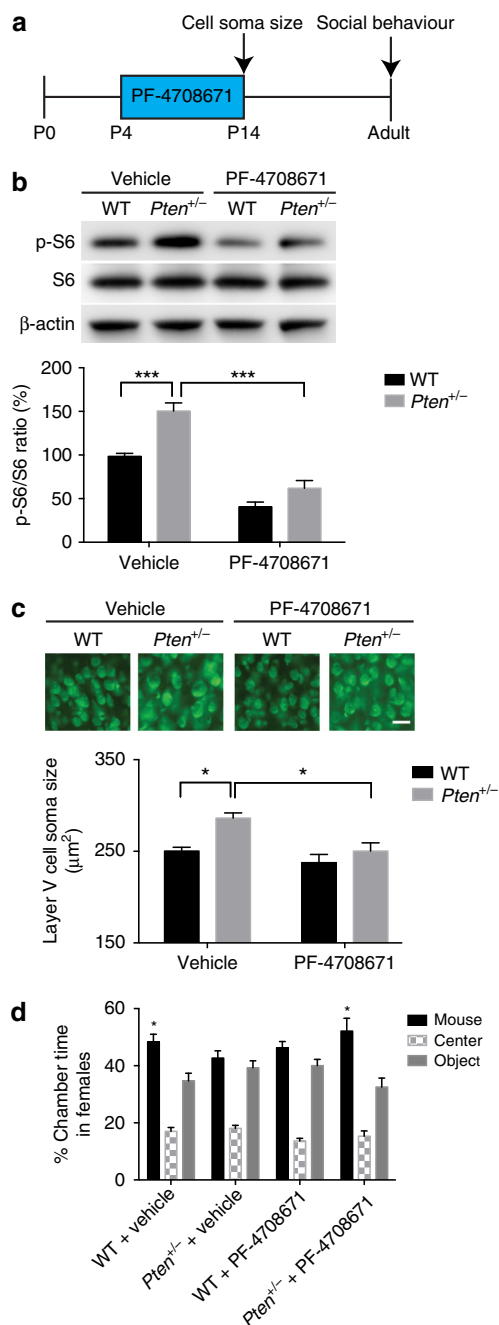 a
Cell soma size Social behaviour
PF-4708671
P0 P4 P14 Adult
b
Vehicle PF-4708671
WT Pten+/− WT Pten+/−
p-S6
S6
β-actin
p-S6/S6 ratio (%)
200
150
100
50
0
*** ***
WT
Pten+/−
Vehicle PF-4708671
c
Vehicle PF-4708671
WT Pten+/− WT Pten+/−
Layer V cell soma size
(μm²)
350
250
150
* *
WT
Pten+/−
Vehicle PF-4708671
d
% Chamber time
in females
60
40
20
0
* *
Mouse
Center
Object
WT + vehicle
Pten+/− + vehicle
WT + PF-4708671
Pten+/− + PF-4708671